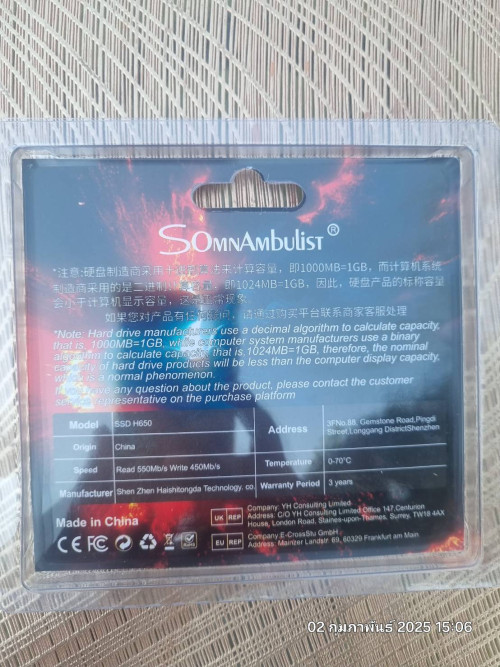 SOMNAMBULIST®
*注意:硬盘制造商采用十进制算法来计算容量，即1000MB=1GB，而计算机系统
制造商采用的是二进制计算容量，即1024MB=1GB，因此，硬盘产品的标称容量
会小于计算机显示容量，这是正常现象
如果您对产品有任何疑问，请通过购买平台联系商家客服处理
*Note: Hard drive manufacturers use a decimal algorithm to calculate capacity,
that is, 1000MB=1GB, while computer system manufacturers use a binary
algorithm to calculate capacity that is,1024MB=1GB, therefore, the nominal
capacity of hard drive products will be less than the computer display capacity,
which is a normal phenomenon.
have any question about the product, please contact the customer
representative on the purchase platform
Model SSD H650 Address 3FNo.88, Gemstone Road,Pingdi
Street,Longgang DistrictShenzhen
Origin China
Speed Read 550Mb/s Write 450Mb/s Temperature 0-70°C
Manufacturer Shen Zhen Haishitongda Technology. co. Warranty Period 3 years
Made in China
UK REP Company: YH Consulting Limited
Address: C/O YH Consulting Limited Office 147,Centurion
House, London Road, Staines-upon-Thames, Surrey, TW18 4AX
CE FC RoHS
EU REP Company:E-CrossStu GmbH
Address: Mainzer Landstr. 69, 60329 Frankfurt am Main
02 กุมภาพันธ์ 2025 15:06